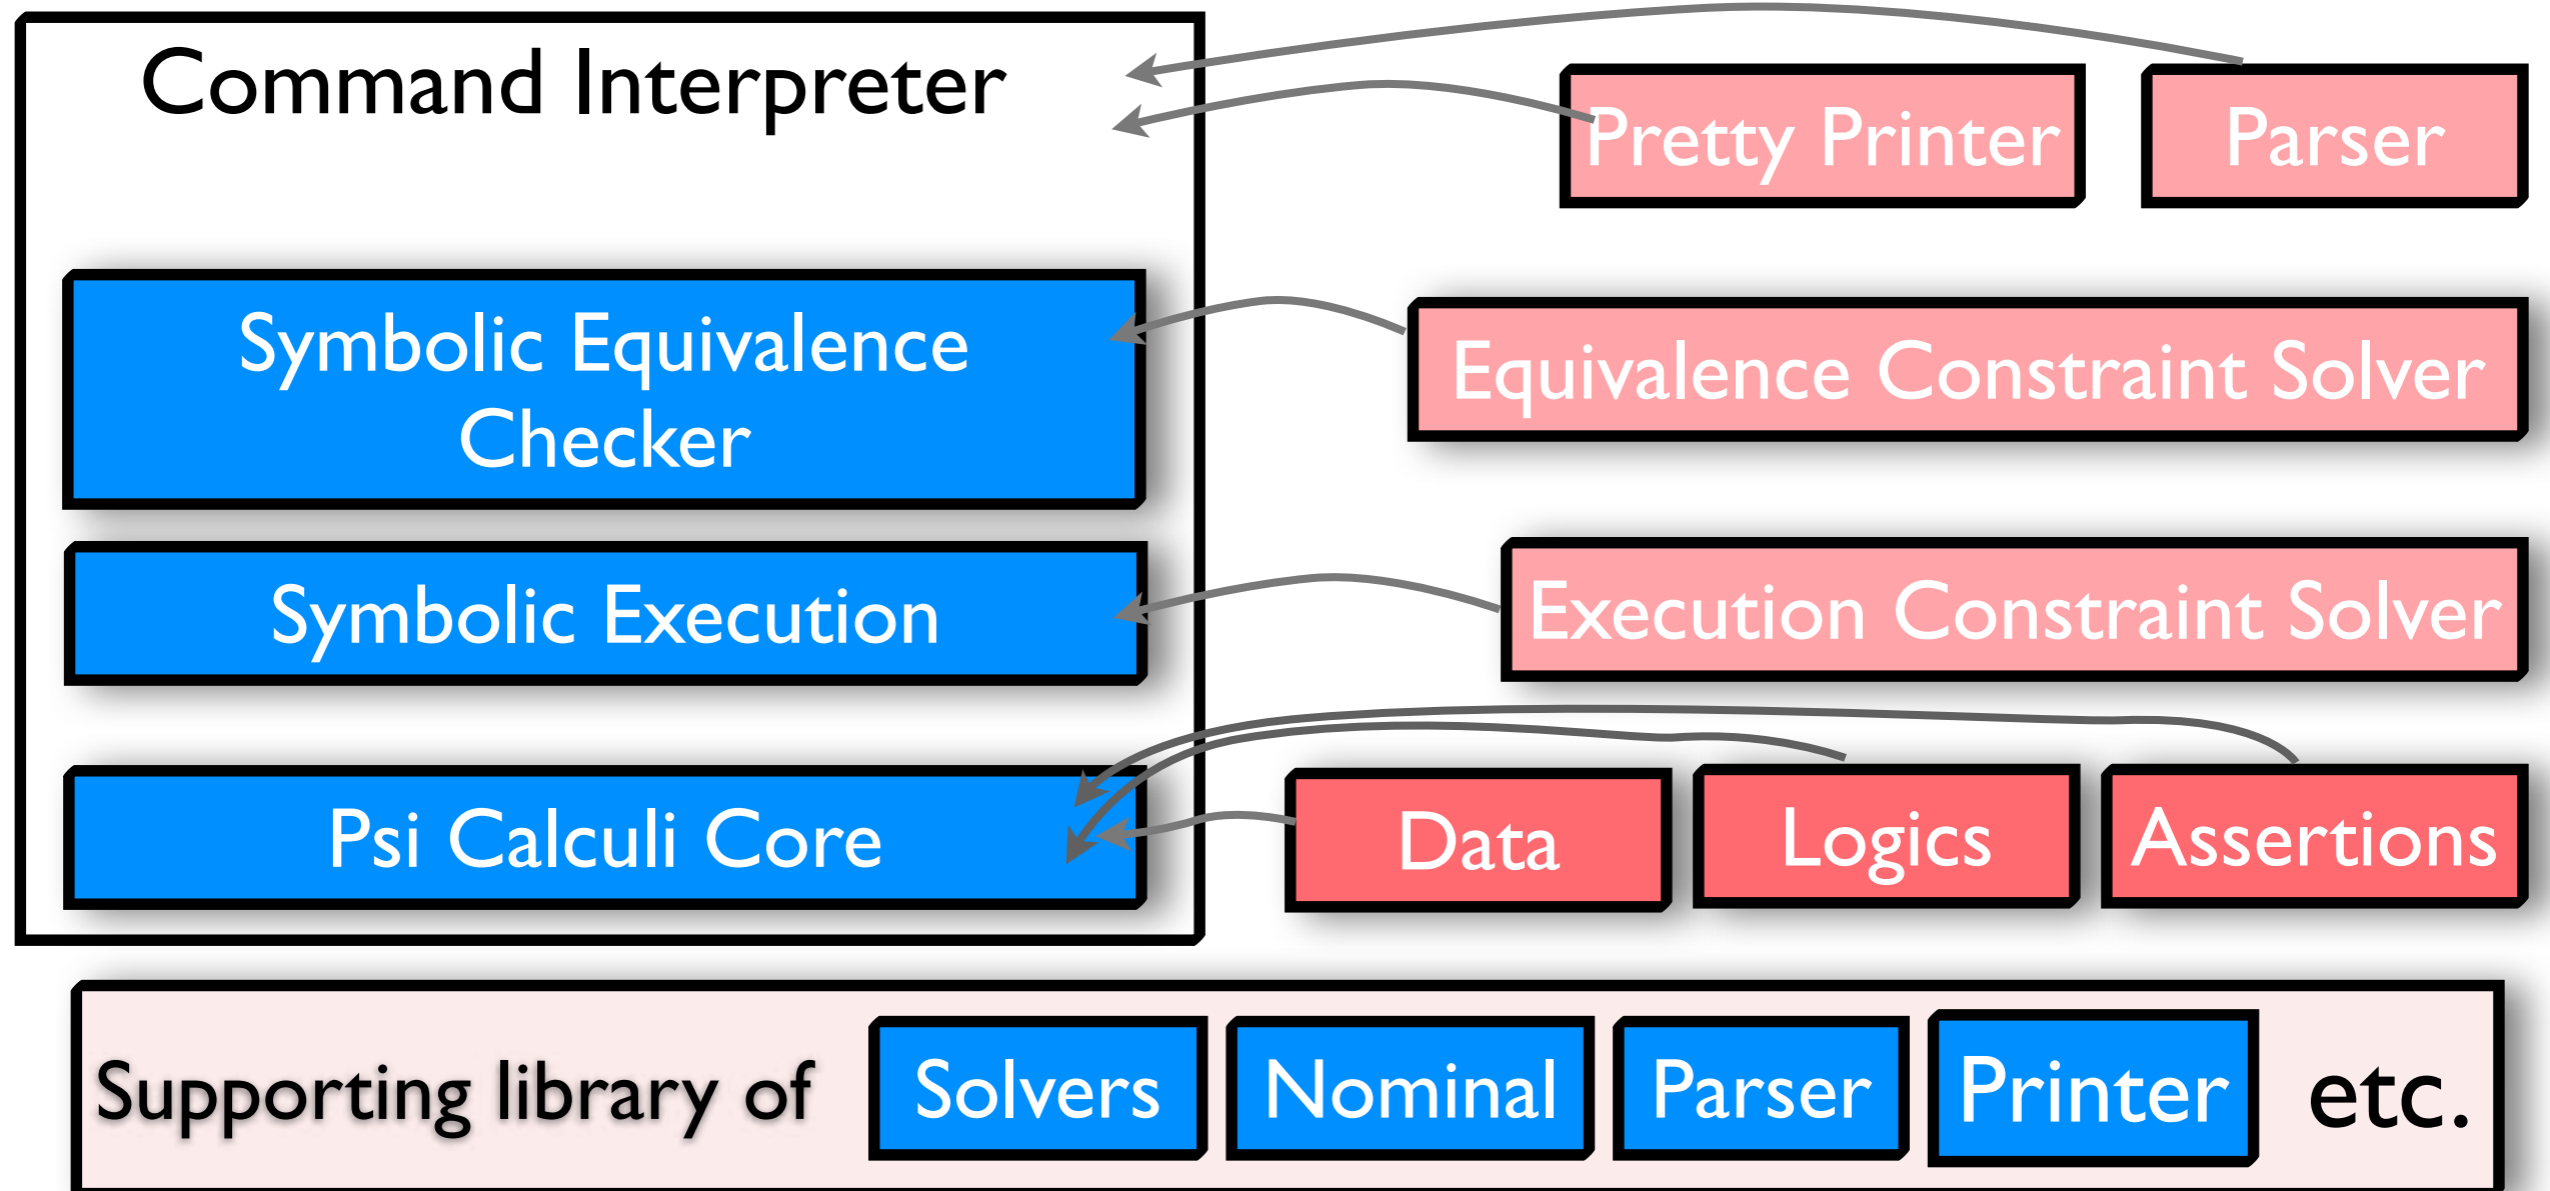 Command Interpreter
Pretty Printer
Parser
Symbolic Equivalence
Checker
Equivalence Constraint Solver
Symbolic Execution
Execution Constraint Solver
Psi Calculi Core
Data
Logics
Assertions
Supporting library of
Solvers
Nominal
Parser
Printer
etc.